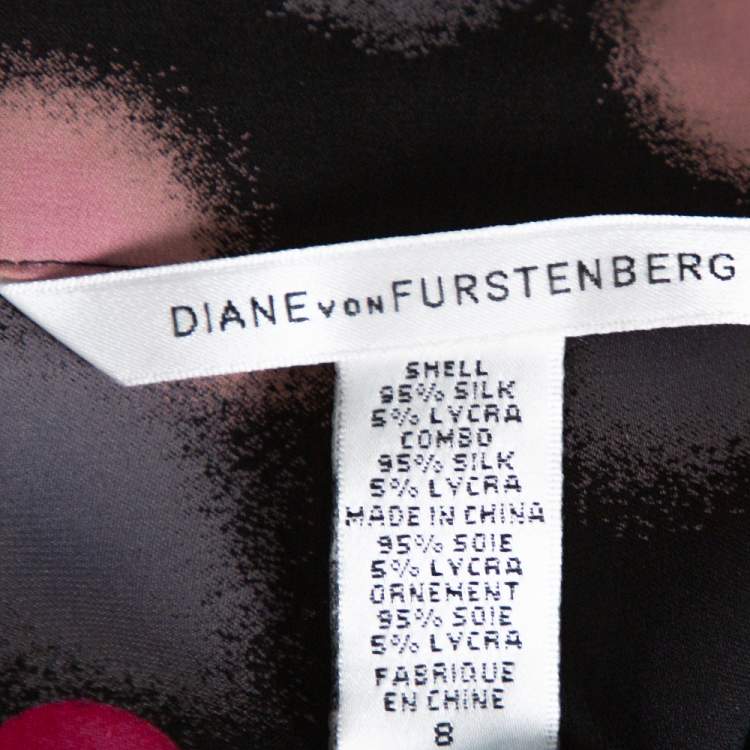 DIANE VON FURSTENBERG
SHELL
95% SILK
5% LYCRA
COMBO
95% SILK
5% LYCRA
MADE IN CHINA
95% SOIE
5% LYCRA
ORNEMENT
95% SOIE
5% LYCRA
FABRIQUE
EN CHINE
8